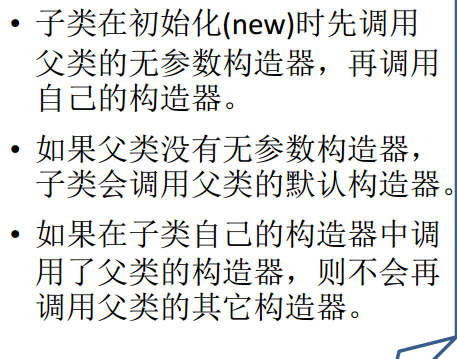 • 子类在初始化(new)时先调用
父类的无参数构造器，再调用
自己的构造器。
• 如果父类没有无参数构造器，
子类会调用父类的默认构造器。
• 如果在子类自己的构造器中调
用了父类的构造器，则不会再
调用父类的其它构造器。